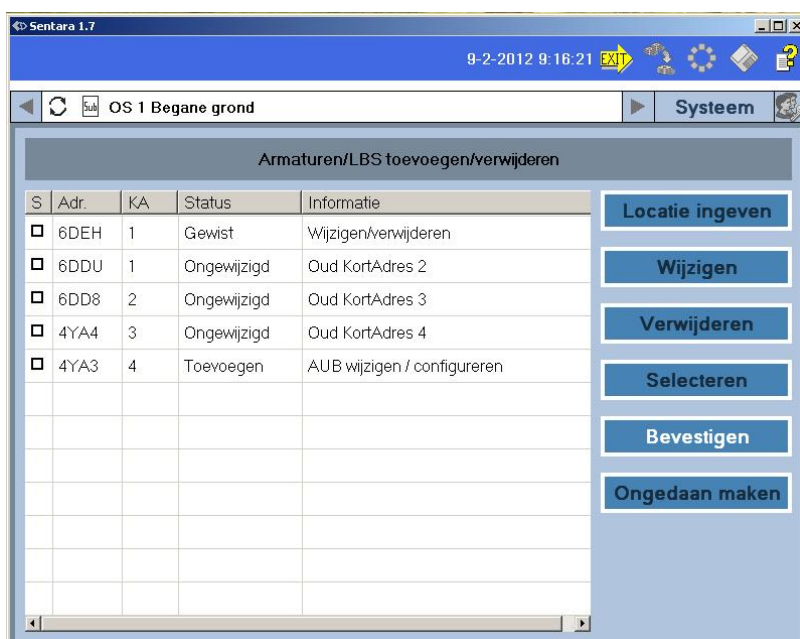 Sentara 1.7
9-2-2012 9:16:21 EXIT
Sub OS 1 Begane grond Systeem
Armaturen/LBS toevoegen/verwijderen
S Adr. KA Status Informatie
6DEH 1 Gewist Wijzigen/verwijderen
6DDU 1 Ongewijzigd Oud KortAdres 2
6DD8 2 Ongewijzigd Oud KortAdres 3
4YA4 3 Ongewijzigd Oud KortAdres 4
4YA3 4 Toevoegen AUB wijzigen / configureren
Locatie ingeven
Wijzigen
Verwijderen
Selecteren
Bevestigen
Ongedaan maken